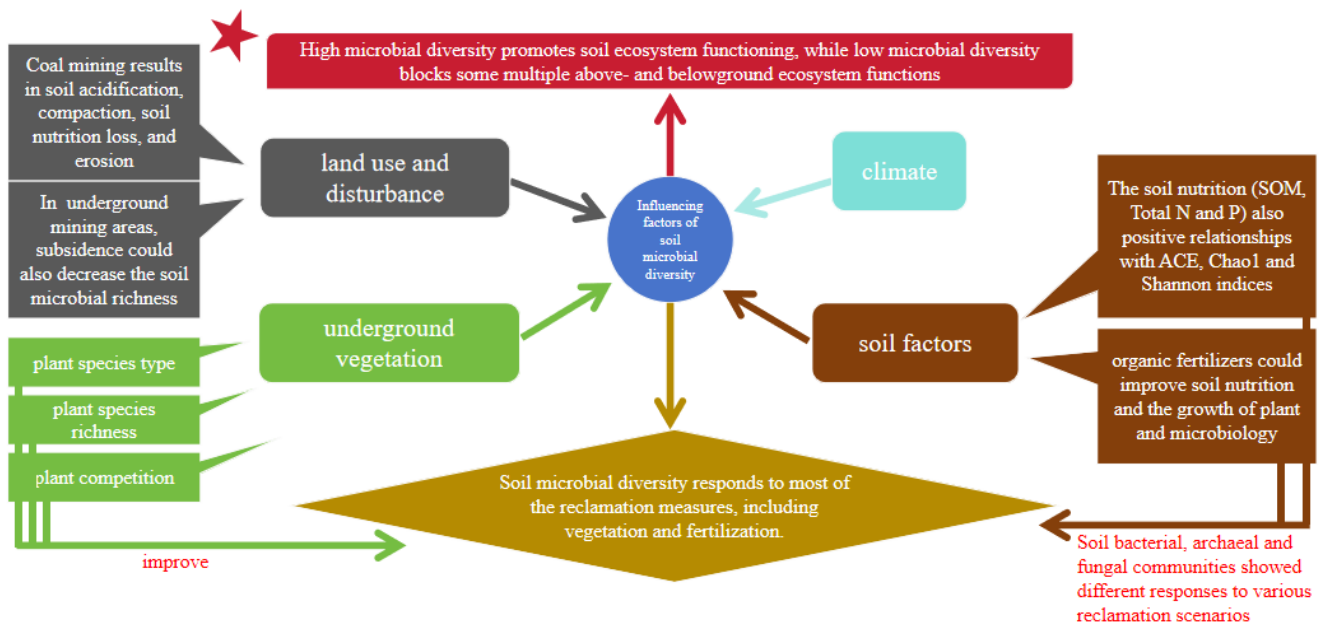 High microbial diversity promotes soil ecosystem functioning, while low microbial diversity
blocks some multiple above- and belowground ecosystem functions
Coal mining results
in soil acidification,
compaction, soil
nutrition loss, and
erosion
In underground
mining areas,
subsidence could
also decrease the soil
microbial richness
land use and
disturbance
climate
Influencing
factors of
soil
microbial
diversity
underground
vegetation
soil factors
The soil nutrition (SOM,
Total N and P) also
positive relationships
with ACE, Chao1 and
Shannon indices
organic fertilizers could
improve soil nutrition
and the growth of plant
and microbiology
plant species type
plant species
richness
plant competition
improve
Soil microbial diversity responds to most of
the reclamation measures, including
vegetation and fertilization.
Soil bacterial, archaeal and
fungal communities showed
different responses to various
reclamation scenarios